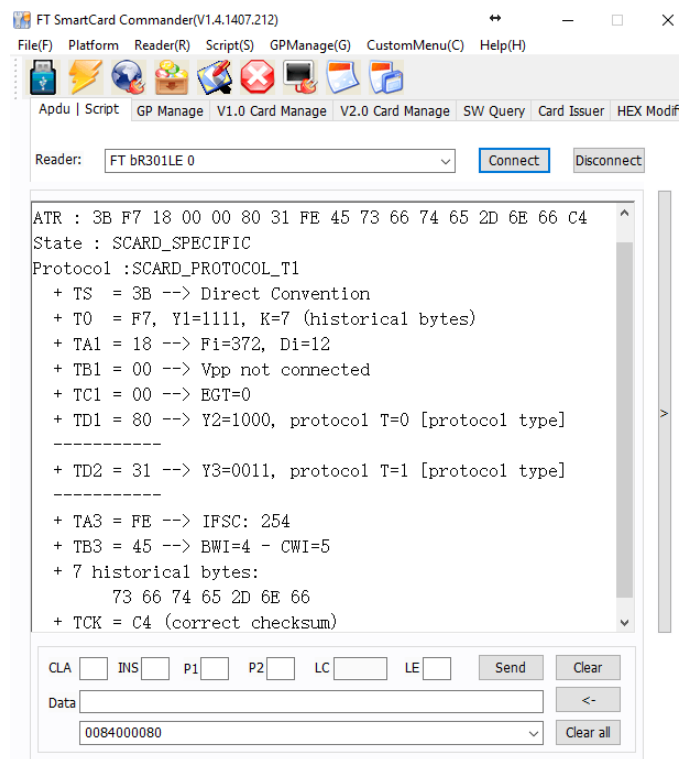 FT SmartCard Commander(V1.4.1407.212)
File(F) Platform Reader(R) Script(S) GPManage(G) CustomMenu(C) Help(H)
Apdu | Script GP Manage V1.0 Card Manage V2.0 Card Manage SW Query Card Issuer HEX Modif
Reader: FT bR301LE 0 Connect Disconnect
ATR : 3B F7 18 00 00 80 31 FE 45 73 66 74 65 2D 6E 66 C4
State : SCARD_SPECIFIC
Protocol :SCARD_PROTOCOL_T1
+ TS = 3B --> Direct Convention
+ T0 = F7, Y1=1111, K=7 (historical bytes)
+ TA1 = 18 --> Fi=372, Di=12
+ TB1 = 00 --> Vpp not connected
+ TC1 = 00 --> EGT=0
+ TD1 = 80 --> Y2=1000, protocol T=0 [protocol type]
-----------
+ TD2 = 31 --> Y3=0011, protocol T=1 [protocol type]
-----------
+ TA3 = FE --> IFSC: 254
+ TB3 = 45 --> BWI=4 - CWI=5
+ 7 historical bytes:
73 66 74 65 2D 6E 66
+ TCK = C4 (correct checksum)
>
CLA INS P1 P2 LC LE Send Clear
Data <-
0084000080 Clear all